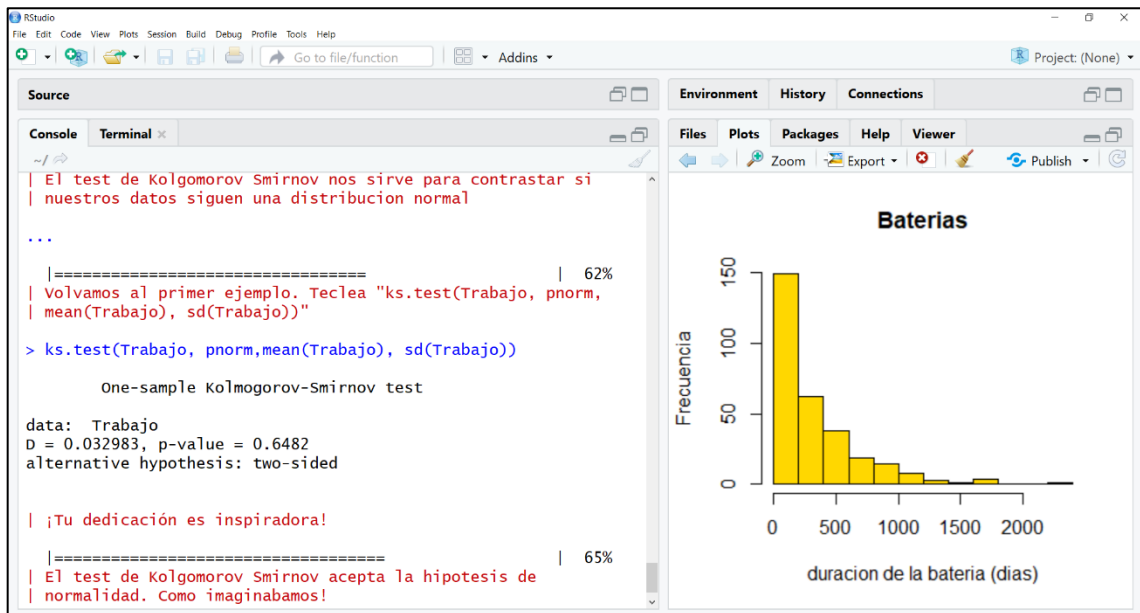 RStudio
File Edit Code View Plots Session Build Debug Profile Tools Help
Go to file/function
Addins
Project: (None)
Source
Console Terminal
~/
| El test de Kolgomorov Smirnov nos sirve para contrastar si
| nuestros datos siguen una distribucion normal
...
|================================= | 62%
| Volvamos al primer ejemplo. Teclea "ks.test(Trabajo, pnorm,
| mean(Trabajo), sd(Trabajo))"
> ks.test(Trabajo, pnorm,mean(Trabajo), sd(Trabajo))
One-sample Kolmogorov-Smirnov test
data: Trabajo
D = 0.032983, p-value = 0.6482
alternative hypothesis: two-sided
| ¡Tu dedicación es inspiradora!
|=================================== | 65%
| El test de Kolgomorov Smirnov acepta la hipotesis de
| normalidad. Como imaginabamos!
Environment History Connections
Files Plots Packages Help Viewer
Zoom Export Publish
Baterias
Frecuencia
150
100
50
0
0 500 1000 1500 2000
duracion de la bateria (dias)